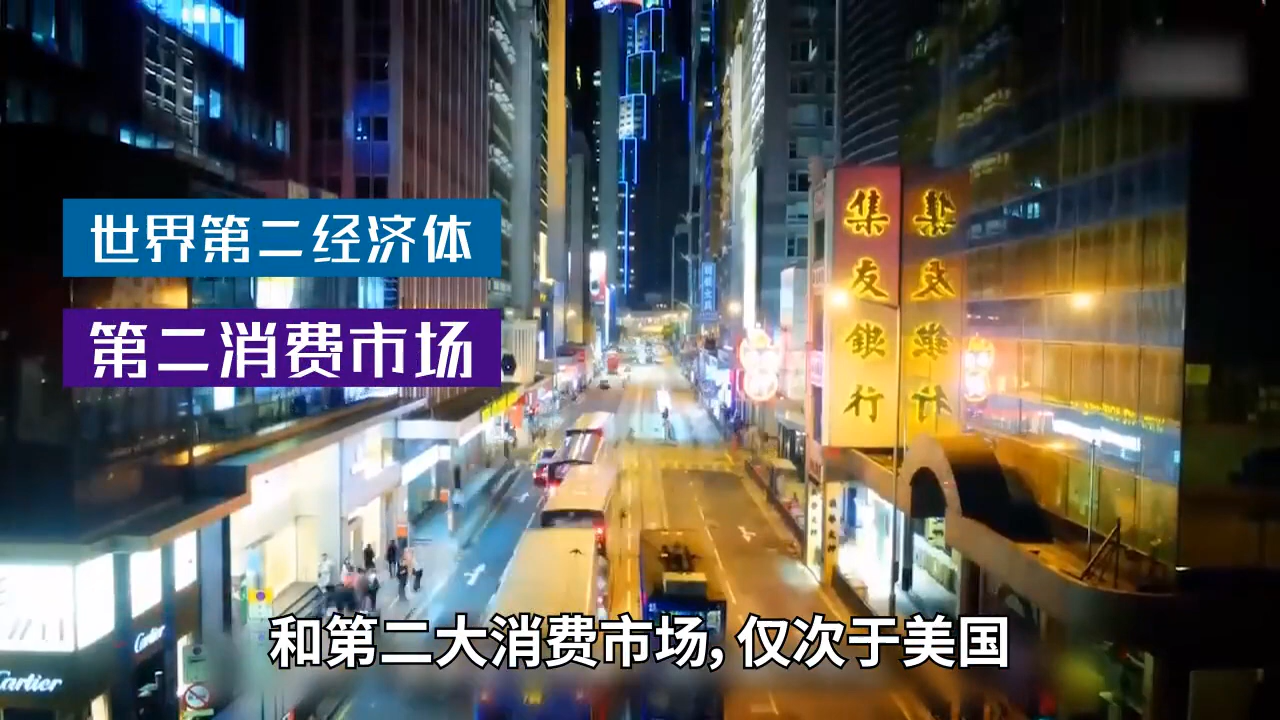 世界第二经济体
第二消费市场
集友銀行
集友銀行
Cartier
Cartier
和第二大消费市场, 仅次于美国